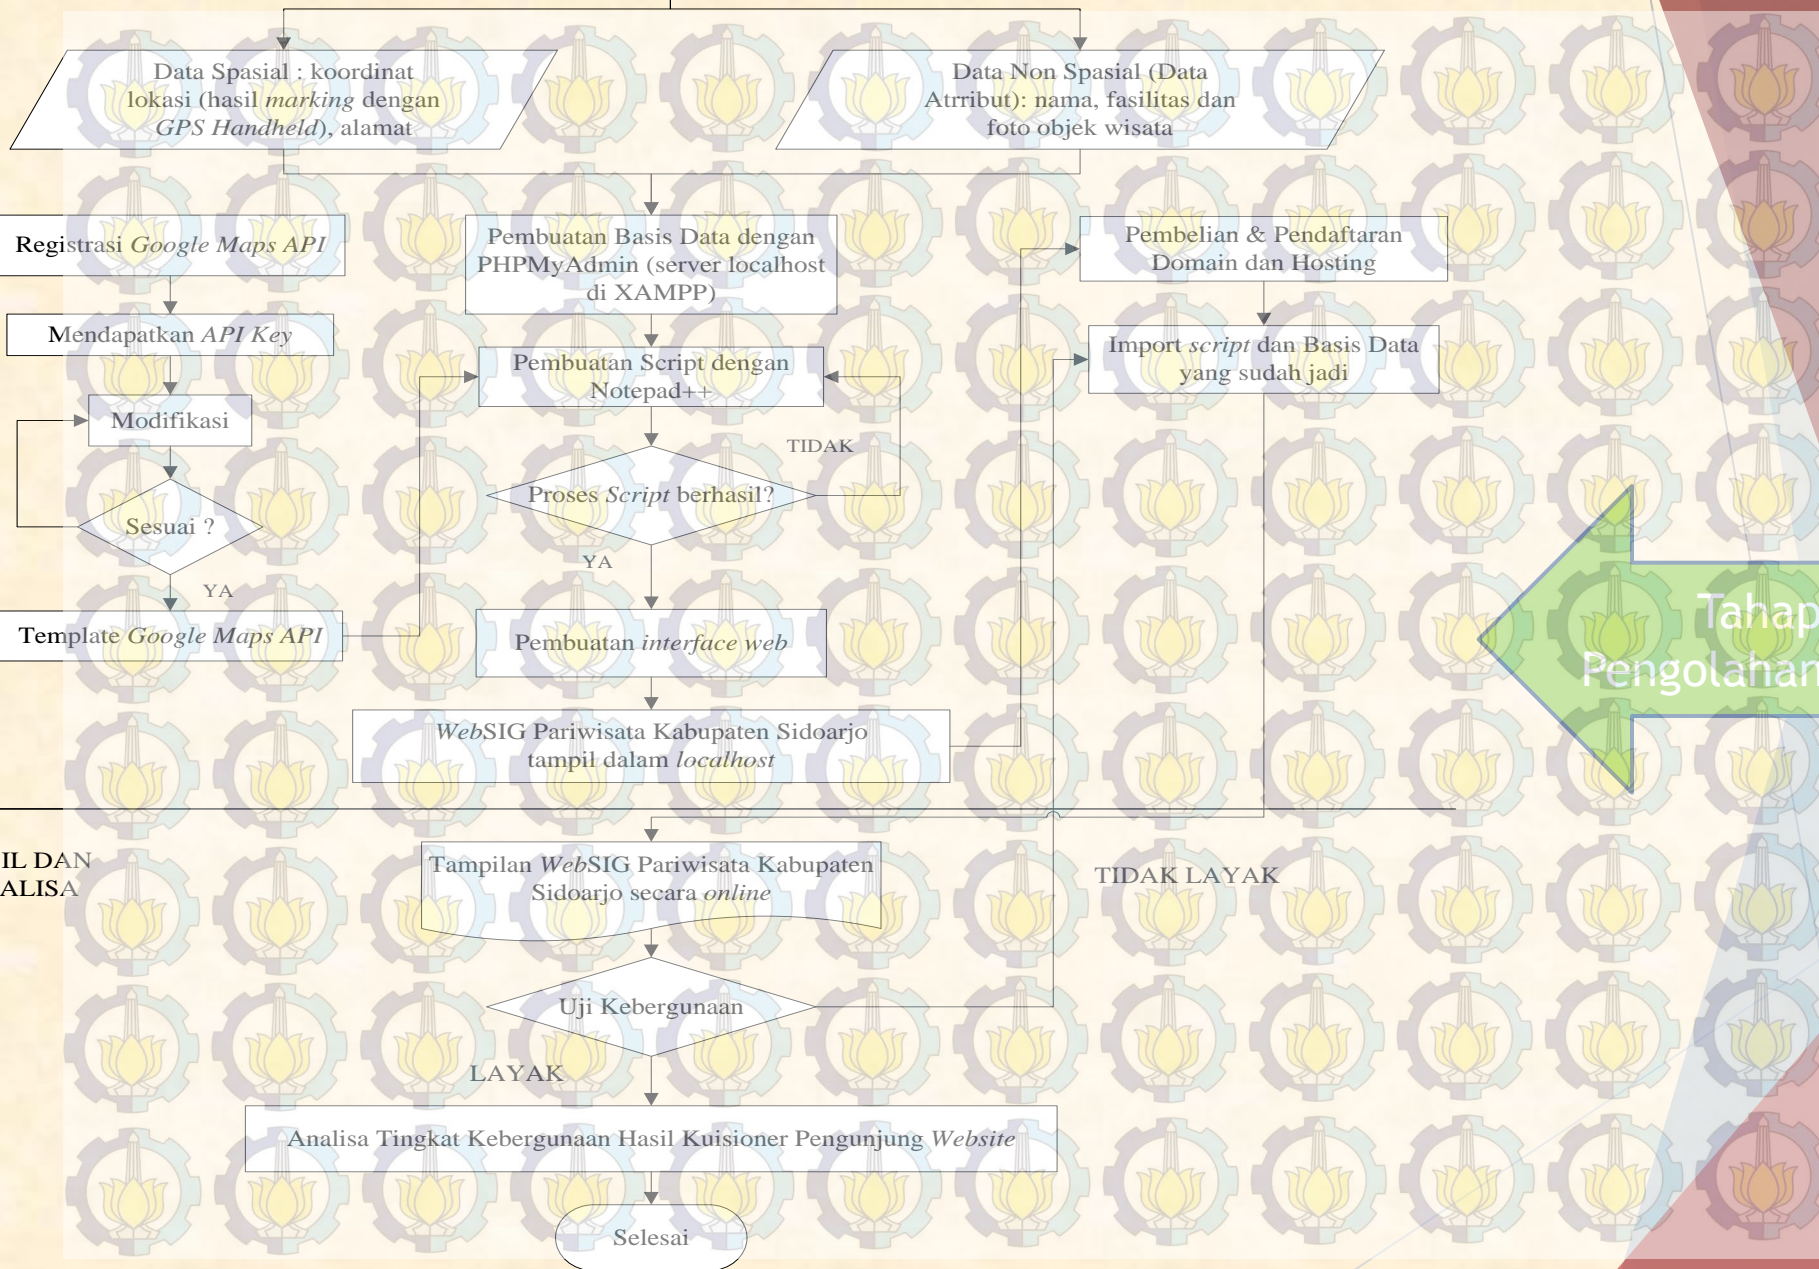 Data Spasial : koordinat
lokasi (hasil marking dengan
GPS Handheld), alamat
Data Non Spasial (Data
Atrribut): nama, fasilitas dan
foto objek wisata
Registrasi Google Maps API
Mendapatkan API Key
Modifikasi
Sesuai ?
YA
Template Google Maps API
Pembuatan Basis Data dengan
PHPMyAdmin (server localhost
di XAMPP)
Pembuatan Script dengan
Notepad++
TIDAK
Proses Script berhasil?
YA
Pembuatan interface web
WebSIG Pariwisata Kabupaten Sidoarjo
tampil dalam localhost
Pembelian & Pendaftaran
Domain dan Hosting
Import script dan Basis Data
yang sudah jadi
Tahap
Pengolahan
IL DAN
ALISA
Tampilan WebSIG Pariwisata Kabupaten
Sidoarjo secara online
TIDAK LAYAK
Uji Kebergunaan
LAYAK
Analisa Tingkat Kebergunaan Hasil Kuisioner Pengunjung Website
Selesai